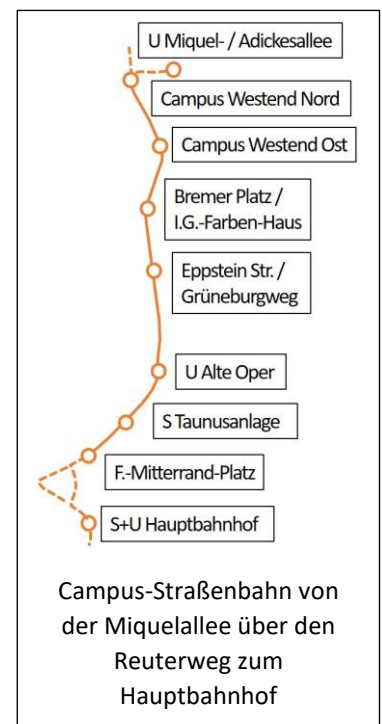 U Miquel- / Adickesallee
Campus Westend Nord
Campus Westend Ost
Bremer Platz /
I.G.-Farben-Haus
Eppstein Str. /
Grüneburgweg
U Alte Oper
S Taunusanlage
F.-Mitterrand-Platz
S+U Hauptbahnhof
Campus-Straßenbahn von
der Miquelallee über den
Reuterweg zum
Hauptbahnhof